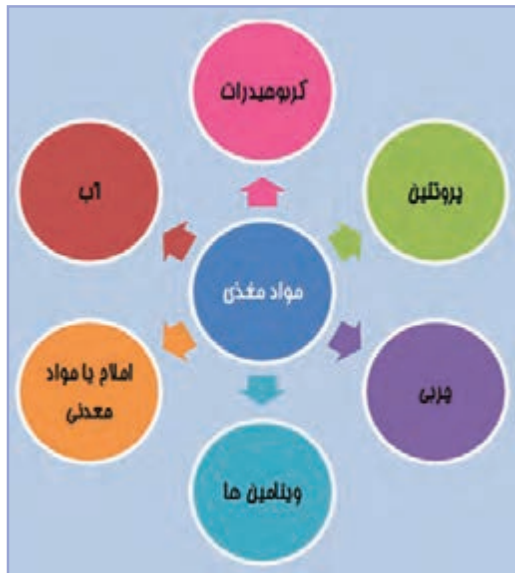 کربوهیدرات
پروتئین
آب
مواد مغذی
چربی
املاح یا مواد
معدنی
ویتامین ها